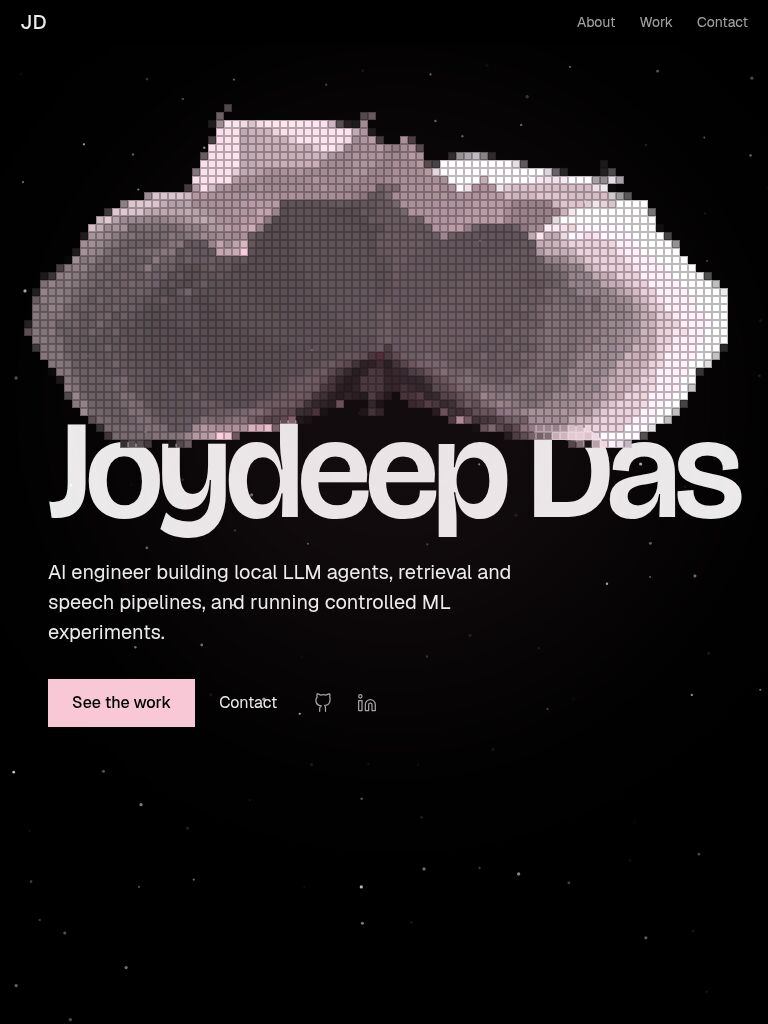 JD
About Work Contact
Joydeep Das
AI engineer building local LLM agents, retrieval and
speech pipelines, and running controlled ML
experiments.
See the work
Contact